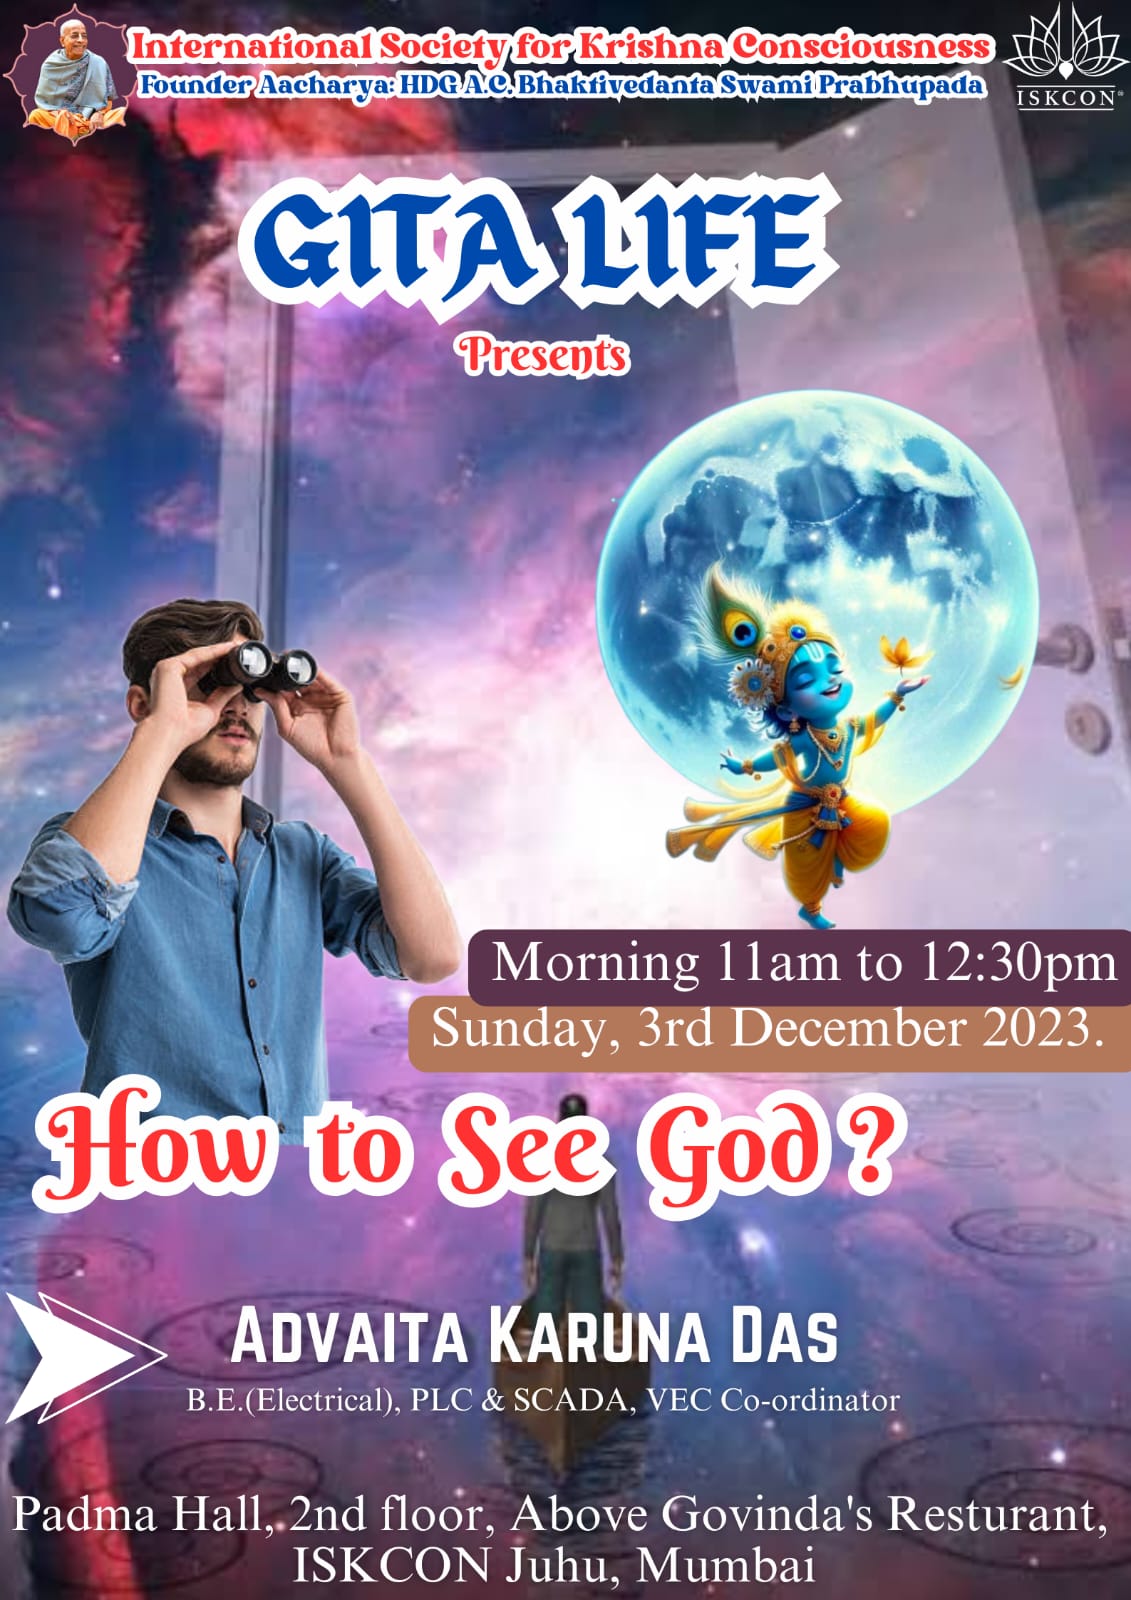 International Society for Krishna Consciousness
Founder Aacharya: HDG A.C. Bhaktivedanta Swami Prabhupada
ISKCON®
GITA LIFE
Presents
Morning 11am to 12:30pm
Sunday, 3rd December 2023.
How to See God?
ADVAITA KARUNA DAS
B.E.(Electrical), PLC & SCADA, VEC Co-ordinator
Padma Hall, 2nd floor, Above Govinda's Resturant,
ISKCON Juhu, Mumbai